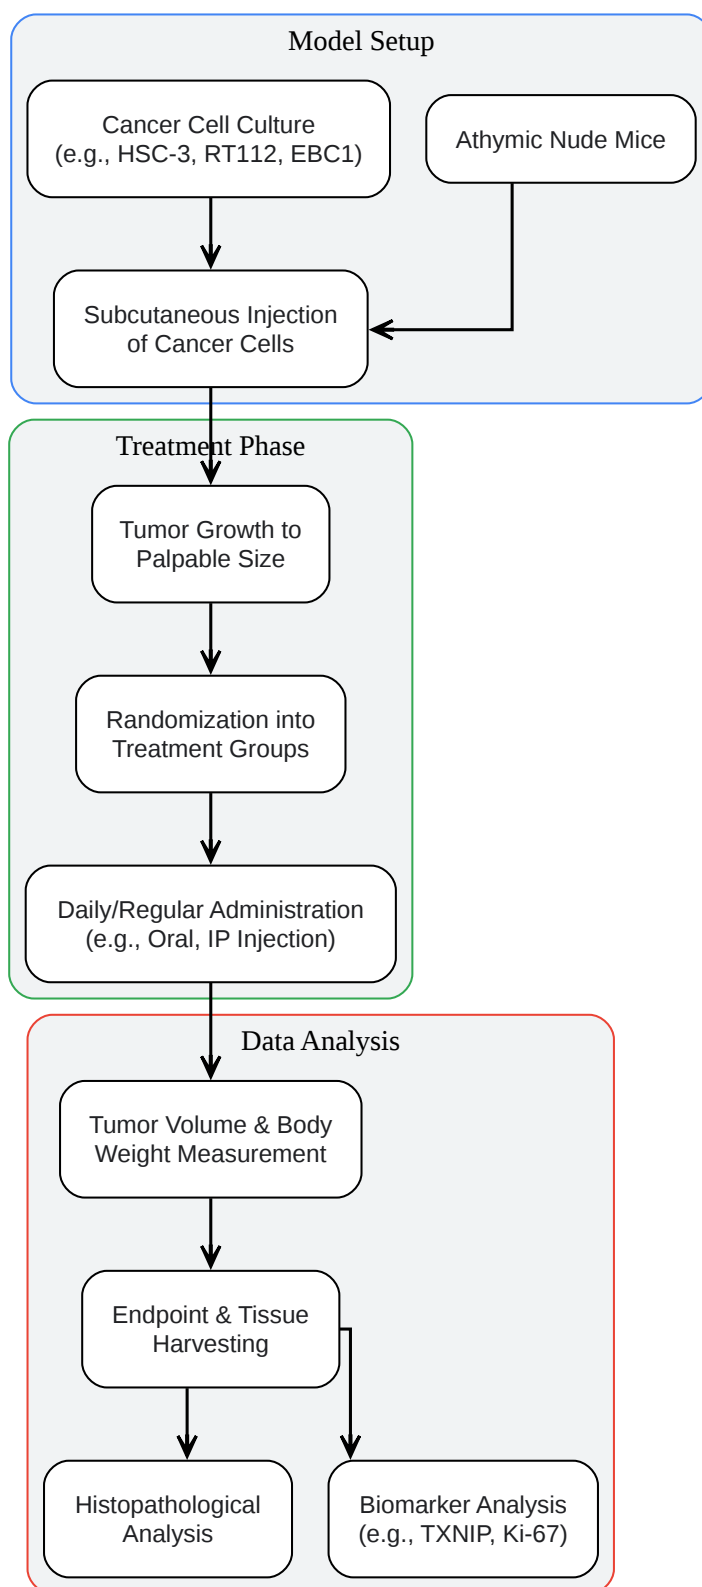 Model Setup
Cancer Cell Culture
(e.g., HSC-3, RT112, EBC1)
Athymic Nude Mice
Subcutaneous Injection
of Cancer Cells
Treatment Phase
Tumor Growth to
Palpable Size
Randomization into
Treatment Groups
Daily/Regular Administration
(e.g., Oral, IP Injection)
Data Analysis
Tumor Volume & Body
Weight Measurement
Endpoint & Tissue
Harvesting
Histopathological
Analysis
Biomarker Analysis
(e.g., TXNIP, Ki-67)